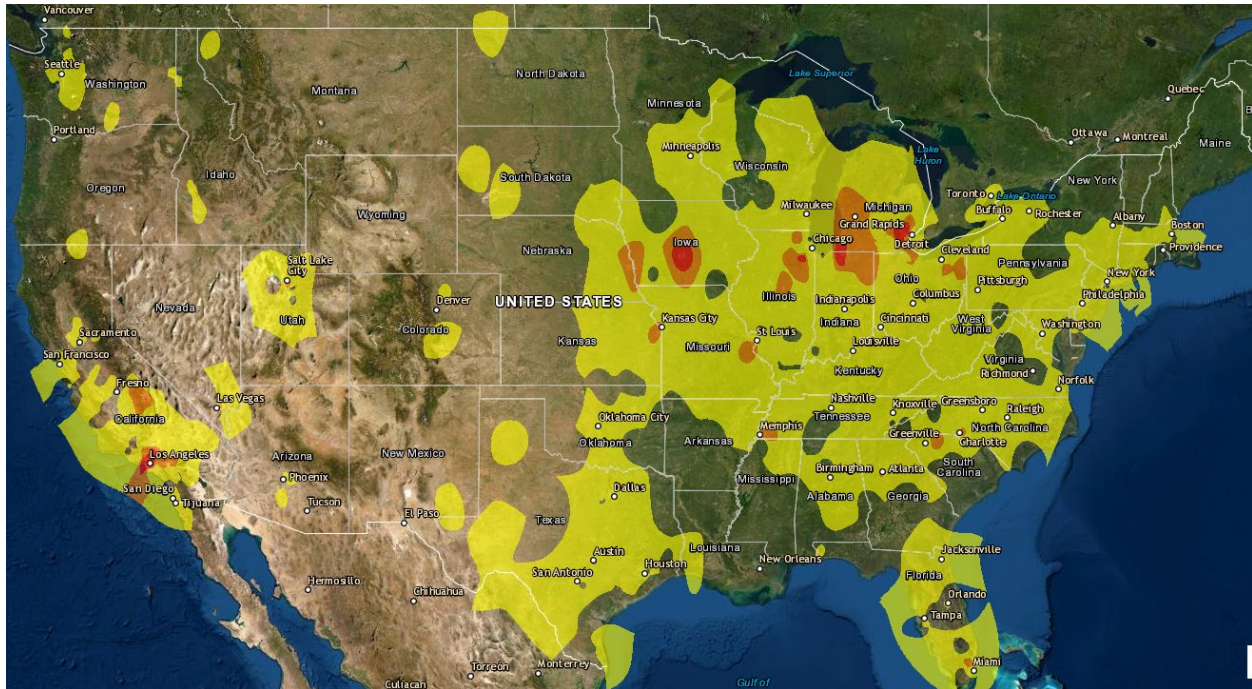 Vancouver
Seattle
Washington
Portland
Oregon
Idaho
Montana
North Dakota
South Dakota
Wyoming
Nebraska
Minnesota
Minneapolis
Wisconsin
Lake Superior
Lake
Huron
Quebec
Ottawa
Montreal
Maine
Toronto
Lake Ontario
New York
Buffalo
Rochester
Albany
Boston
Providence
Milwaukee
Michigan
Grand Rapids
Detroit
Chicago
Iowa
Cleveland
Pennsylvania
New York
Pittsburgh
Philadelphia
Salt Lake
City
Nevada
Utah
Denver
Colorado
UNITED STATES
Illinois
Indianapolis
Indiana
Ohio
Columbus
Cincinnati
West
Virginia
Washington
Sacramento
San Francisco
Fresno
California
Las Vegas
Kansas
Kansas City
Missouri
St Louis
Louisville
Kentucky
Virginia
Richmond
Norfolk
Los Angeles
San Diego
Tijuana
Arizona
Phoenix
Tucson
New Mexico
El Paso
Oklahoma City
Oklahoma
Arkansas
Memphis
Nashville
Tennessee
Knoxville
Greensboro
Raleigh
North Carolina
Charlotte
Greenville
South
Carolina
Dallas
Texas
Austin
San Antonio
Houston
Louisiana
New Orleans
Mississippi
Birmingham
Alabama
Atlanta
Georgia
Jacksonville
Florida
Orlando
Tampa
Miami
Hermosillo
Chihuahua
Torreon
Monterrey
Culiacan
Gulf of